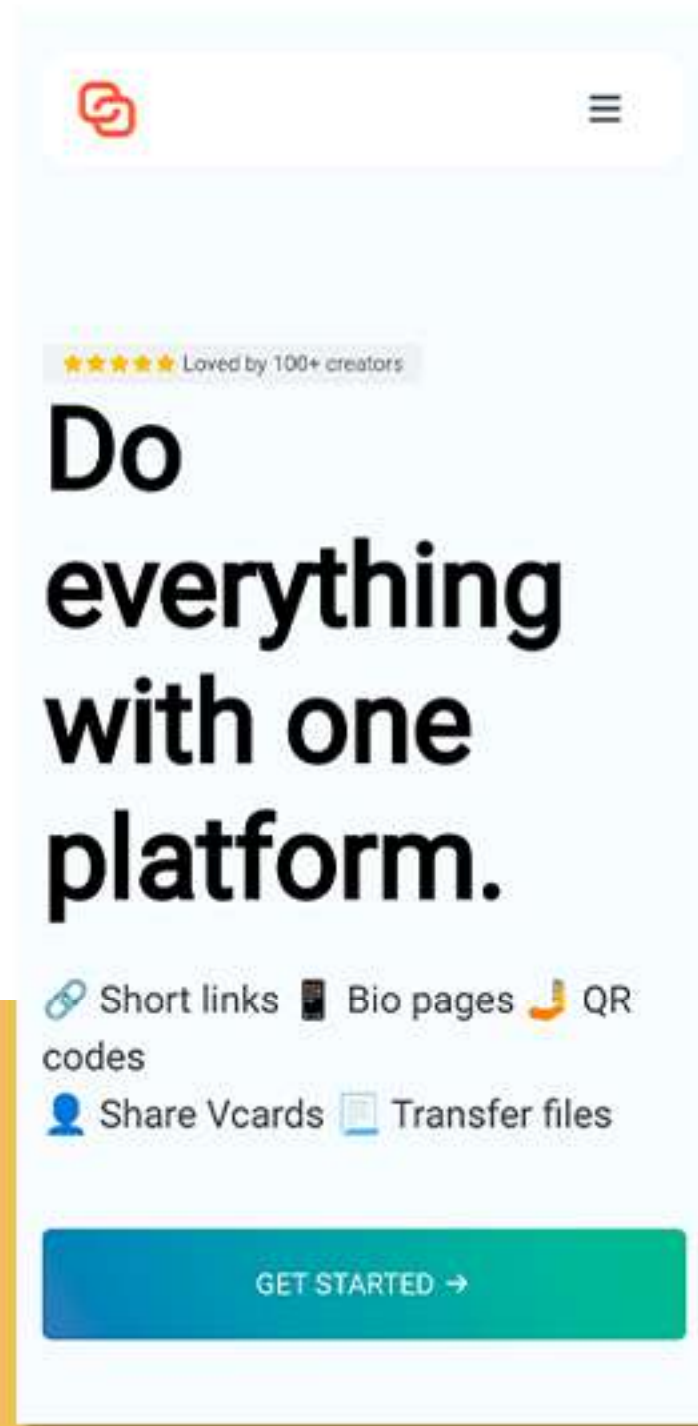 ⭐⭐⭐⭐⭐ Loved by 100+ creators
Do
everything
with one
platform.
🔗 Short links 📱 Bio pages 🤳 QR
codes
👤 Share Vcards 📃 Transfer files
GET STARTED →